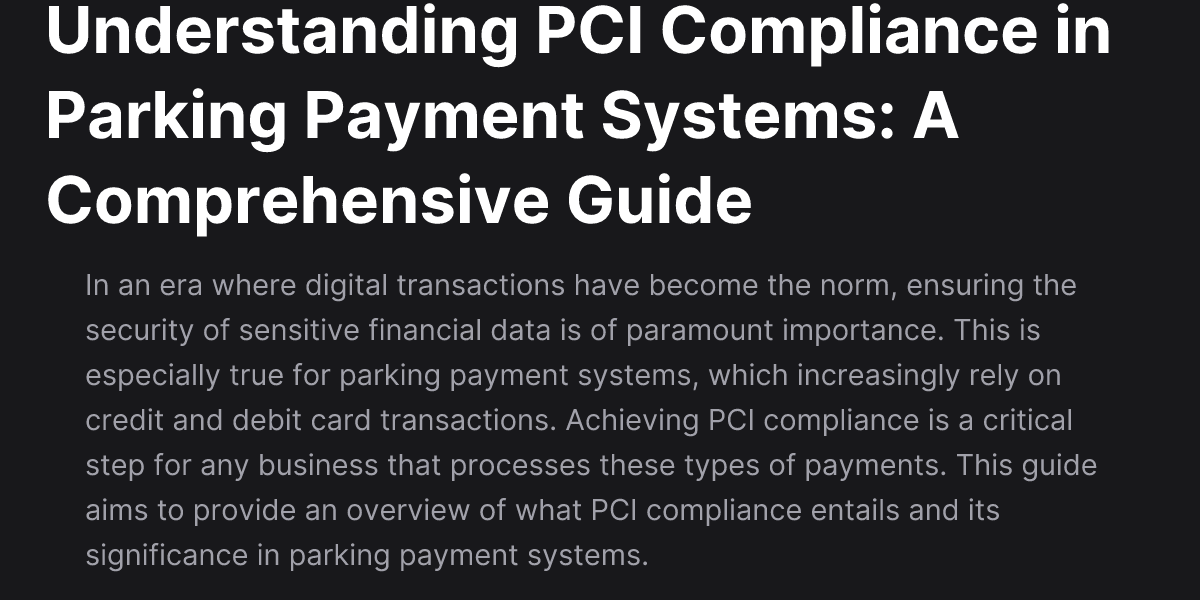 Understanding PCI Compliance in
Parking Payment Systems: A
Comprehensive Guide
In an era where digital transactions have become the norm, ensuring the
security of sensitive financial data is of paramount importance. This is
especially true for parking payment systems, which increasingly rely on
credit and debit card transactions. Achieving PCI compliance is a critical
step for any business that processes these types of payments. This guide
aims to provide an overview of what PCI compliance entails and its
significance in parking payment systems.